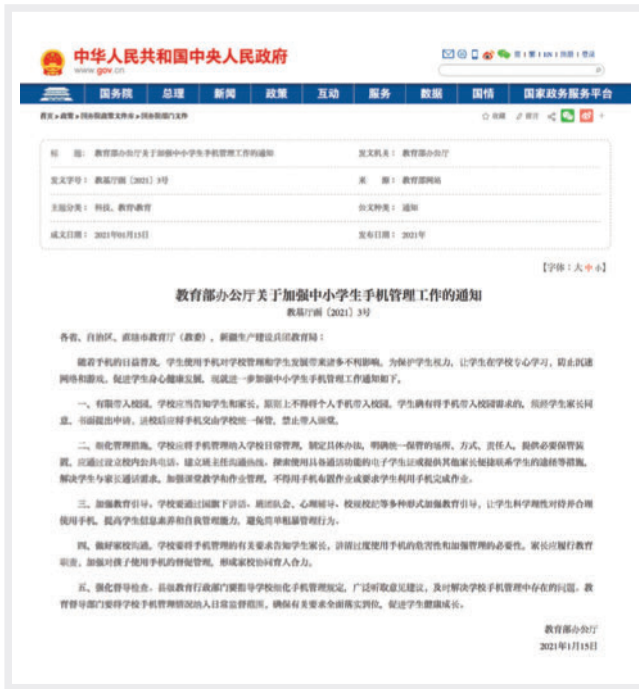 中华人民共和国中央人民政府
www.gov.cn
简 | 繁 | EN | 注册 | 登录
国务院 总理 新闻 政策 互动 服务 数据 国情 国家政务服务平台
首页 > 政策 > 国务院政策文件库 > 国务院部门文件
收藏 留言
标 题： 教育部办公厅关于加强中小学生手机管理工作的通知 发文机关： 教育部办公厅
发文字号： 教基厅函〔2021〕3号 来 源： 教育部网站
主题分类： 科技、教育\教育 公文种类： 通知
成文日期： 2021年01月15日 发布日期： 2021年
【字体：大 中 小】
教育部办公厅关于加强中小学生手机管理工作的通知
教基厅函〔2021〕3号
各省、自治区、直辖市教育厅（教委），新疆生产建设兵团教育局：
随着手机的日益普及，学生使用手机对学校管理和学生发展带来诸多不利影响。为保护学生视力，让学生在学校专心学习，防止沉迷
网络和游戏，促进学生身心健康发展，现就进一步加强中小学生手机管理工作通知如下。
一、有限带入校园。学校应当告知学生和家长，原则上不得将个人手机带入校园。学生确有将手机带入校园需求的，须经学生家长同
意、书面提出申请，进校后应将手机交由学校统一保管，禁止带入课堂。
二、细化管理措施。学校应将手机管理纳入学校日常管理，制定具体办法，明确统一保管的场所、方式、责任人，提供必要保管装
置。应通过设立校内公共电话、建立班主任沟通热线、探索使用具备通话功能的电子学生证或提供其他家长便捷联系学生的途径等措施，
解决学生与家长通话需求。加强课堂教学和作业管理，不得用手机布置作业或要求学生利用手机完成作业。
三、加强教育引导。学校要通过国旗下讲话、班团队会、心理辅导、校规校纪等多种形式加强教育引导，让学生科学理性对待并合理
使用手机，提高学生信息素养和自我管理能力，避免简单粗暴管理行为。
四、做好家校沟通。学校要将手机管理的有关要求告知学生家长，讲清过度使用手机的危害性和加强管理的必要性。家长应履行教育
职责，加强对孩子使用手机的督促管理，形成家校协同育人合力。
五、强化督导检查。县级教育行政部门要指导学校细化手机管理规定，广泛听取意见建议，及时解决学校手机管理中存在的问题。教
育督导部门要将学校手机管理情况纳入日常监督范围，确保有关要求全面落实到位，促进学生健康成长。
教育部办公厅
2021年1月15日